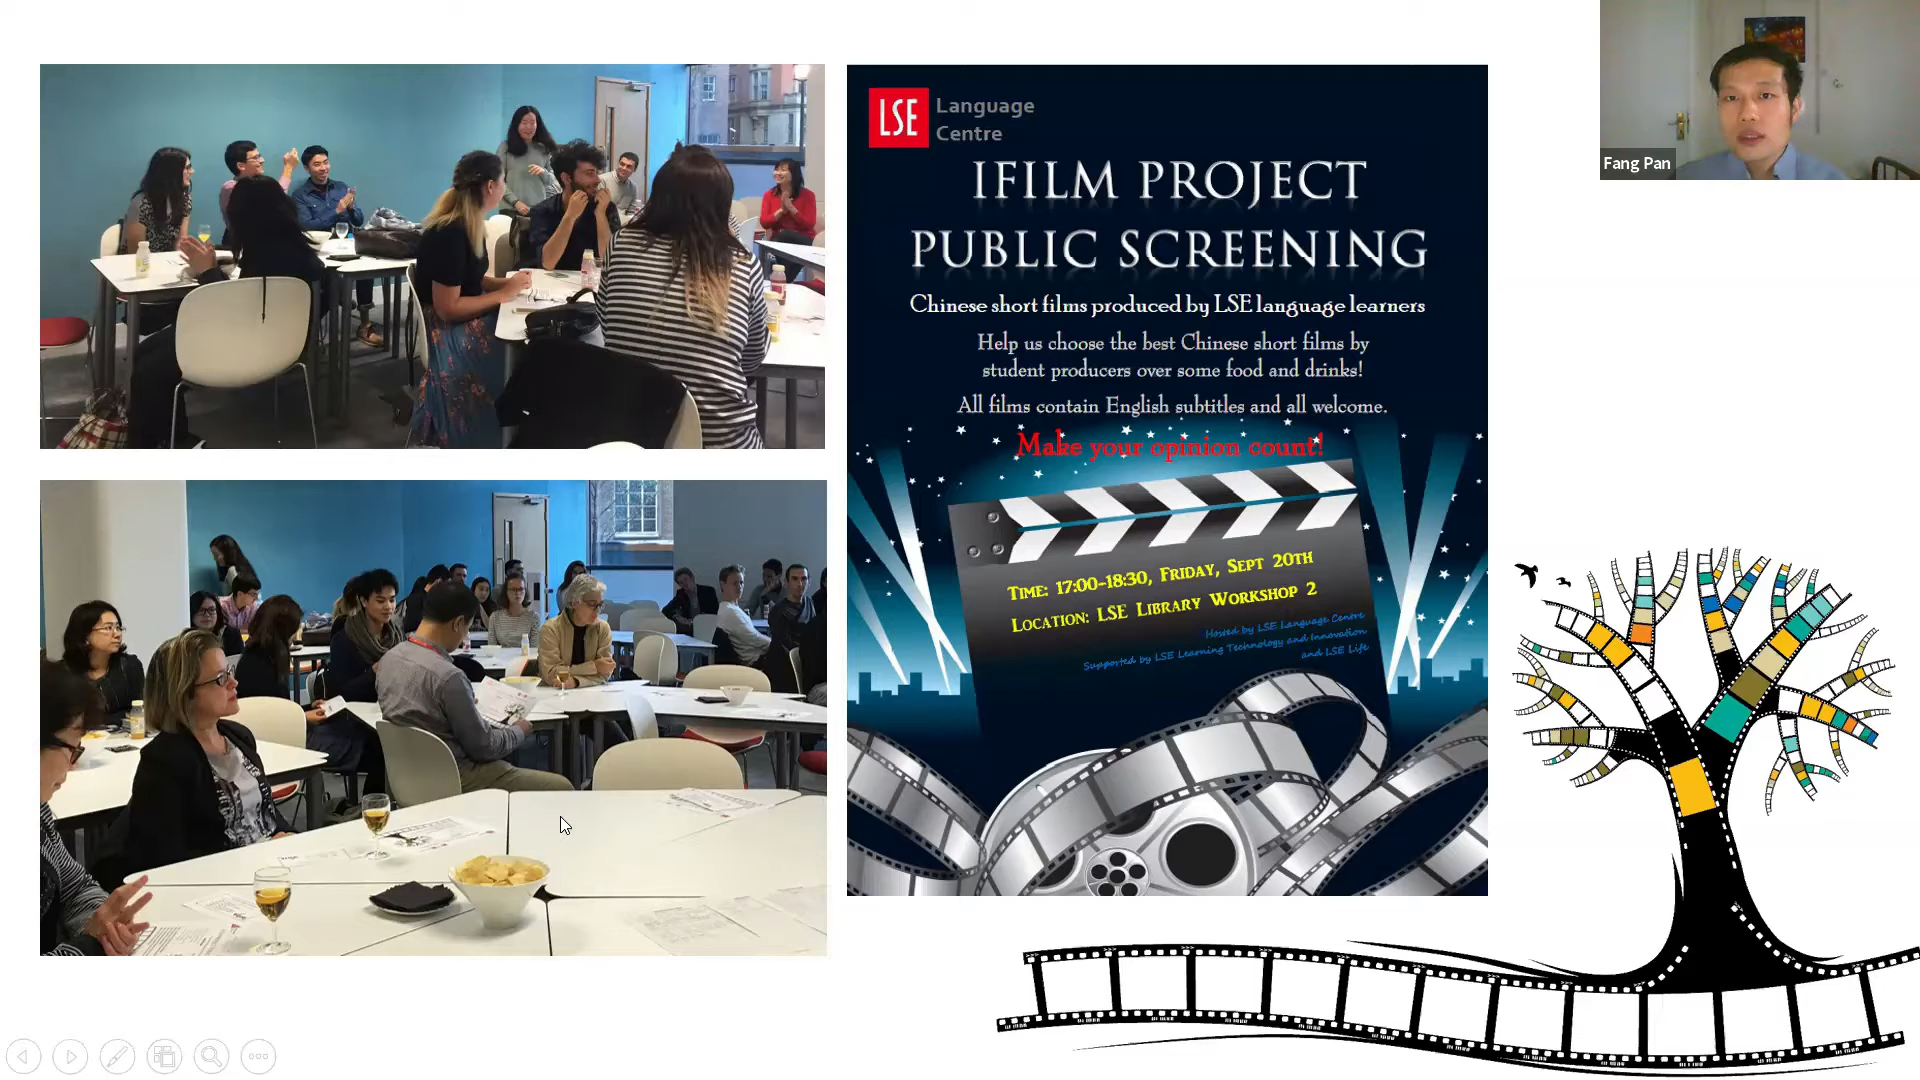 LSE Language
Centre
IFILM PROJECT
PUBLIC SCREENING
Chinese short films produced by LSE language learners
Help us choose the best Chinese short films by
student producers over some food and drinks!
All films contain English subtitles and all welcome.
Make your opinion count!
TIME: 17:00-18:30, FRIDAY, SEPT 20TH
LOCATION: LSE LIBRARY WORKSHOP 2
Hosted by LSE Language Centre
Supported by LSE Learning Technology and Innovation
and LSE Life
Fang Pan